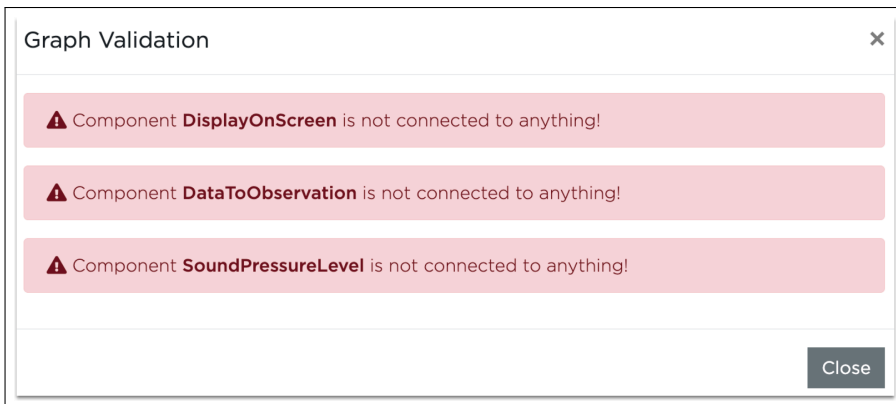 Graph Validation
Component DisplayOnScreen is not connected to anything!
Component DataToObservation is not connected to anything!
Component SoundPressureLevel is not connected to anything!
Close